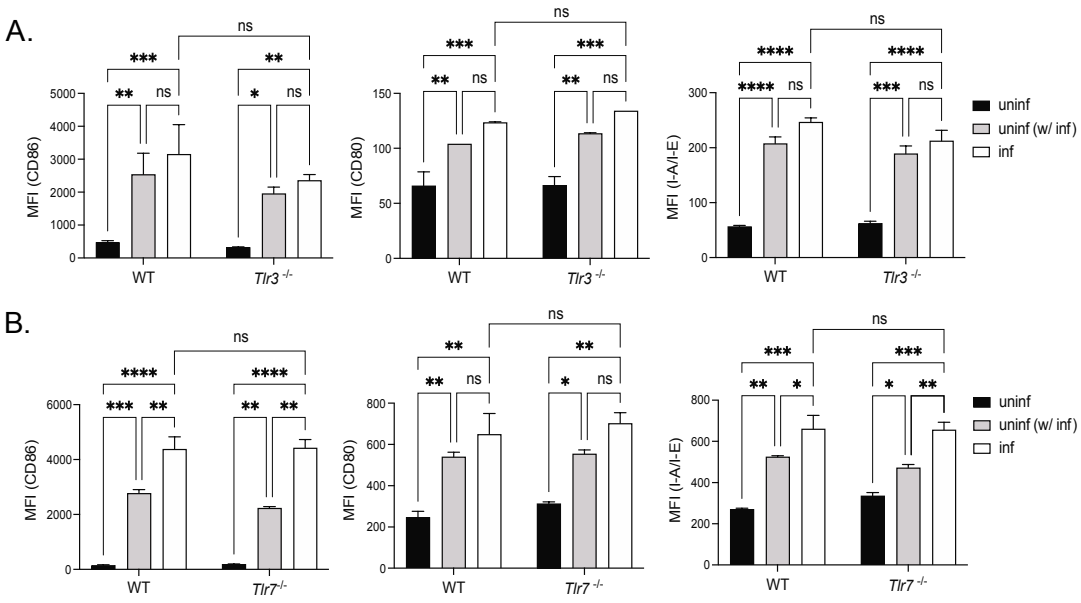 A.
ns
ns
ns
*** ** *** *** **** ****
** ns * ns ** ns ** ns **** ns *** ns
MFI (CD86)
5000
4000
3000
2000
1000
0
WT Tlr3 -/-
MFI (CD80)
150
100
50
0
WT Tlr3 -/-
MFI (I-A/I-E)
300
200
100
0
WT Tlr3 -/-
uninf
uninf (w/ inf)
inf
B.
ns
ns
ns
**** **** ** ** *** ***
*** ** ** ** ** ns * ns ** * * **
MFI (CD86)
6000
4000
2000
0
WT Tlr7-/-
MFI (CD80)
800
600
400
200
0
WT Tlr7-/-
MFI (I-A/I-E)
800
600
400
200
0
WT Tlr7-/-
uninf
uninf (w/ inf)
inf